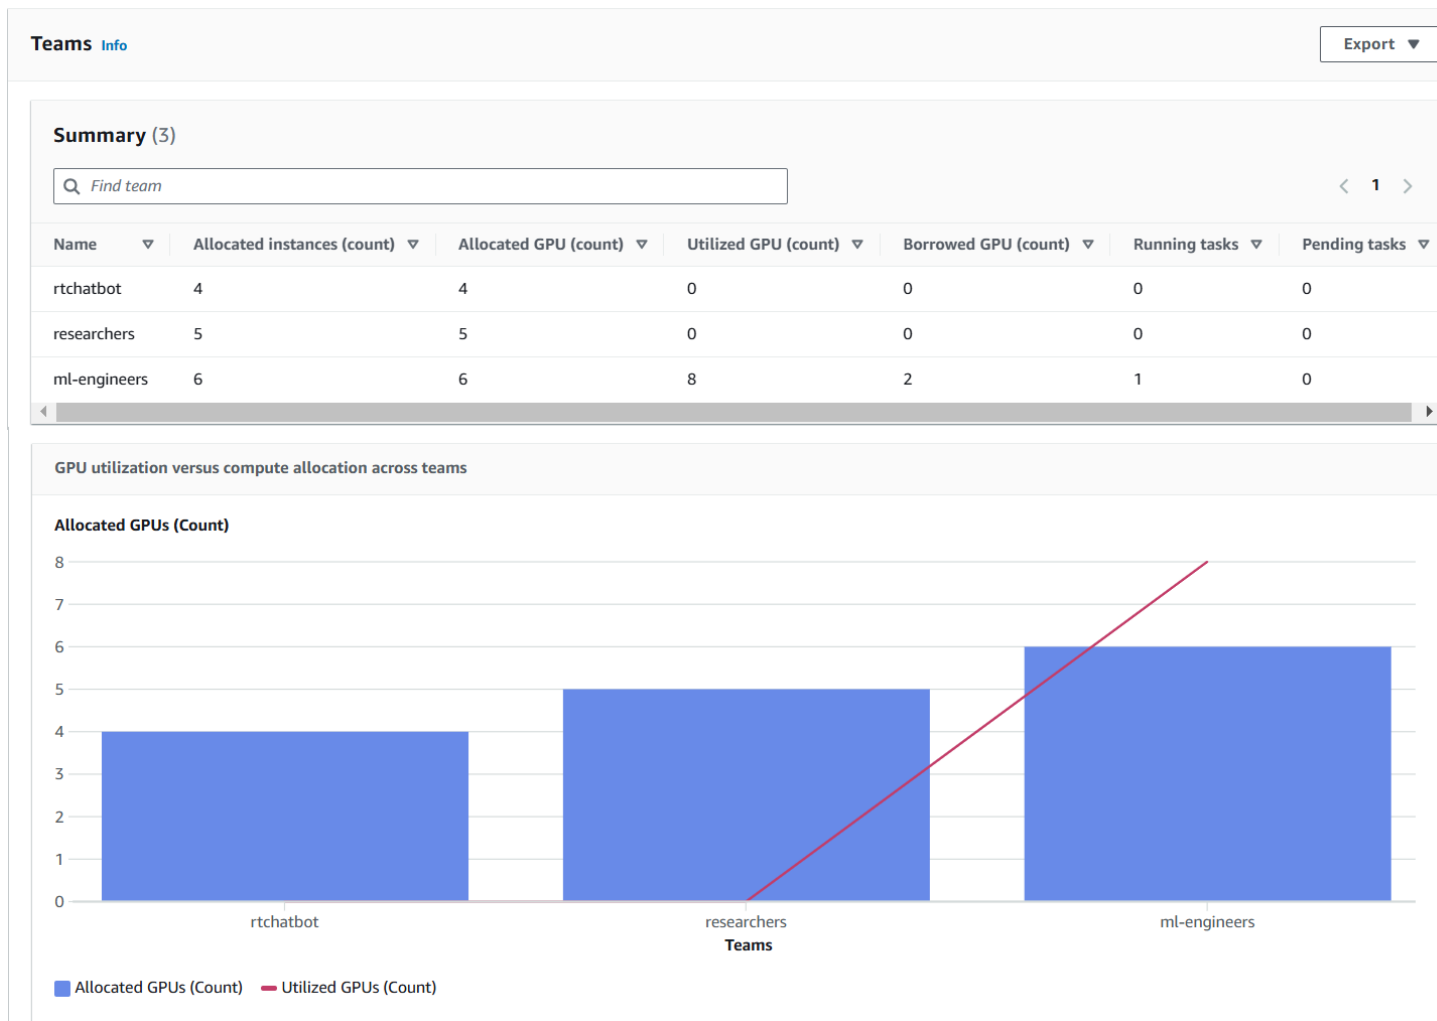 Teams Info
Export
Summary (3)
Find team
1
Name Allocated instances (count) Allocated GPU (count) Utilized GPU (count) Borrowed GPU (count) Running tasks Pending tasks
rtchatbot 4 4 0 0 0 0
researchers 5 5 0 0 0 0
ml-engineers 6 6 8 2 1 0
GPU utilization versus compute allocation across teams
Allocated GPUs (Count)
8
7
6
5
4
3
2
1
0
rtchatbot researchers ml-engineers
Teams
Allocated GPUs (Count) Utilized GPUs (Count)